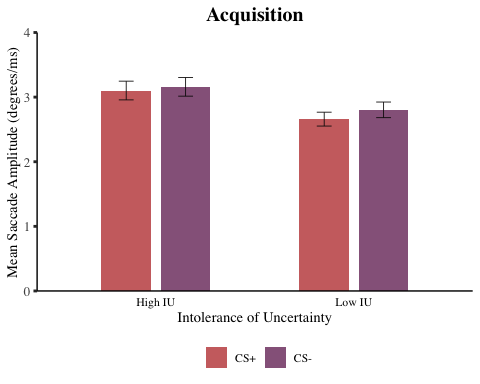 Acquisition
Mean Saccade Amplitude (degrees/ms)
4
3
2
1
0
High IU
Low IU
Intolerance of Uncertainty
CS+
CS-